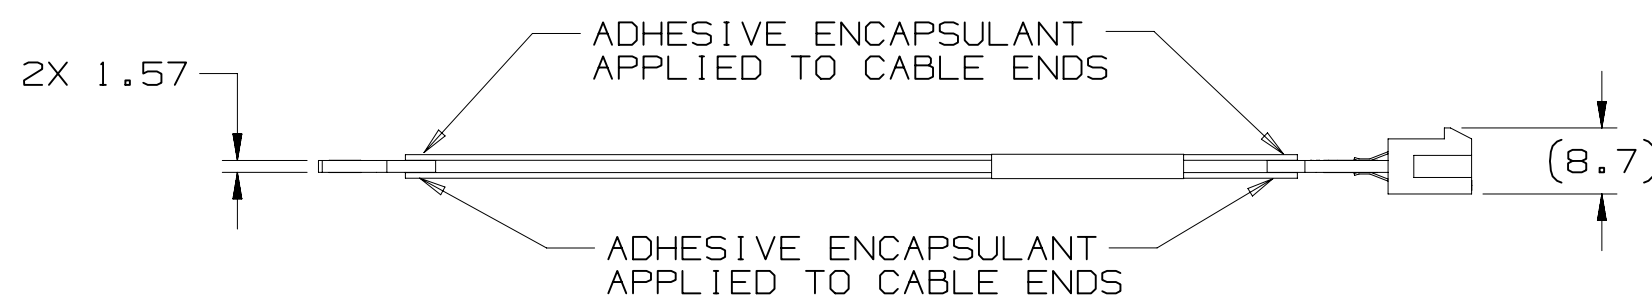 ADHESIVE ENCAPSULANT
APPLIED TO CABLE ENDS
2X 1.57
(8.7)
ADHESIVE ENCAPSULANT
APPLIED TO CABLE ENDS